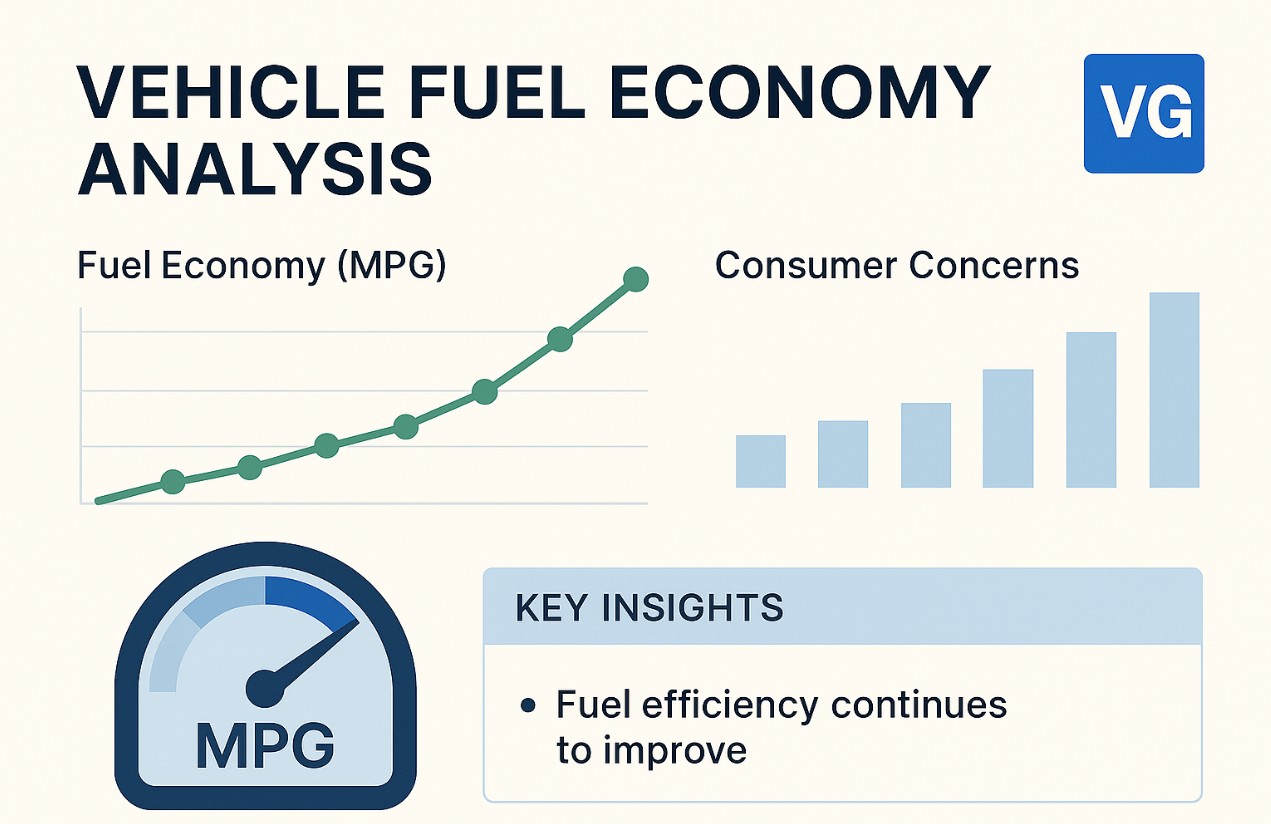 VEHICLE FUEL ECONOMY
ANALYSIS
VG
Fuel Economy (MPG)
Consumer Concerns
MPG
KEY INSIGHTS
• Fuel efficiency continues
to improve